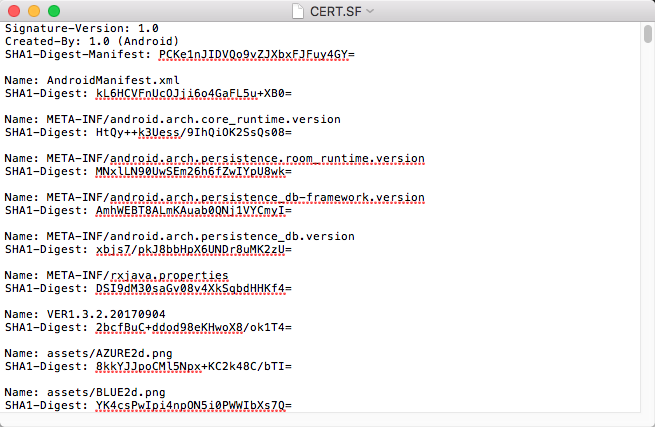 CERT.SF
Signature-Version: 1.0
Created-By: 1.0 (Android)
SHA1-Digest-Manifest: PCKe1nJIDVQo9vZJXbxFJFuy4GY=
Name: AndroidManifest.xml
SHA1-Digest: kL6HCVFnUcOJji6o4GaFL5u+XB0=
Name: META-INF/android.arch.core_runtime.version
SHA1-Digest: HtQy++k3Uess/9IhQiOK2SsQs08=
Name: META-INF/android.arch.persistence.room_runtime.version
SHA1-Digest: MNxlLN90UwSEm26h6fZwIYpU8wk=
Name: META-INF/android.arch.persistence_db-framework.version
SHA1-Digest: AmhWEBT8ALmKAuab0QNj1VYCmyI=
Name: META-INF/android.arch.persistence_db.version
SHA1-Digest: xbjs7/pkJ8bbHpX6UNDr8uMK2zU=
Name: META-INF/rxjava.properties
SHA1-Digest: DSI9dM30saGv08v4XkSqbdHHKf4=
Name: VER1.3.2.20170904
SHA1-Digest: 2bcfBuC+ddod98eKHwoX8/ok1T4=
Name: assets/AZURE2d.png
SHA1-Digest: 8kkYJJpoCMl5Npx+KC2k48C/bTI=
Name: assets/BLUE2d.png
SHA1-Digest: YK4csPwIpi4npON5i0PWWIbXs7Q=